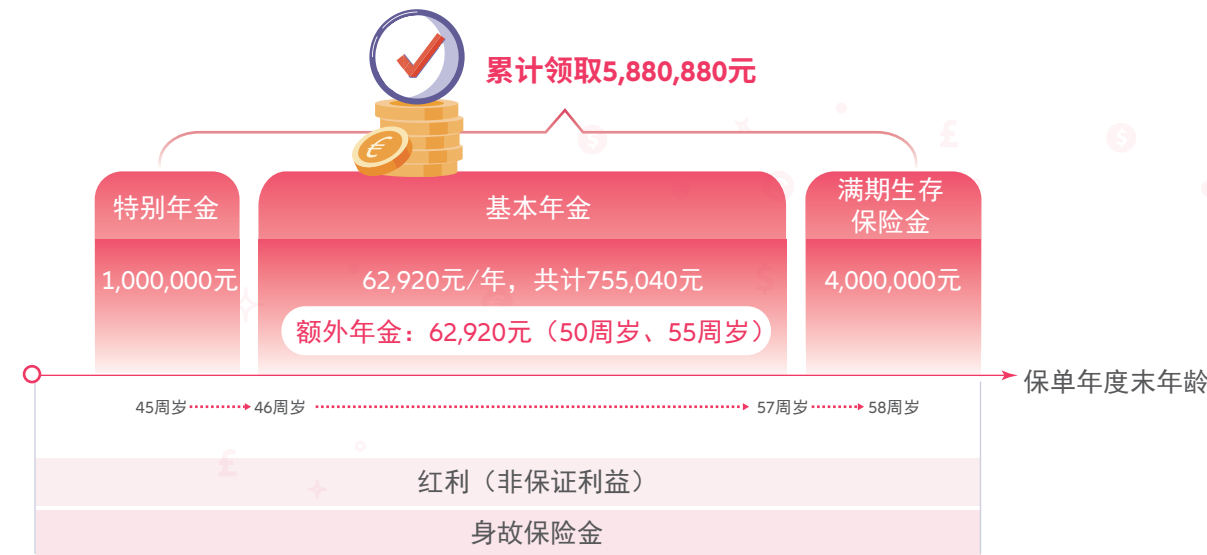 累计领取5,880,880元
特别年金
基本年金
满期生存
保险金
1,000,000元
62,920元/年，共计755,040元
4,000,000元
额外年金：62,920元（50周岁、55周岁）
保单年度末年龄
45周岁
46周岁
57周岁
58周岁
红利（非保证利益）
身故保险金